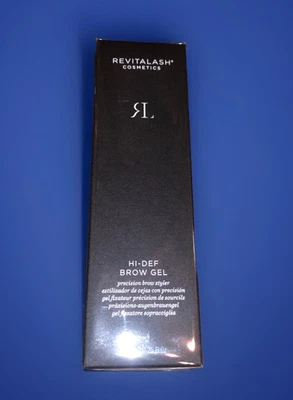 REVITALASH®
COSMETICS
RL
HI-DEF
BROW GEL
precision brow styler
estilizador de cejas con precisión
gel fixateur précision de sourcils
präzisions-augenbrauengel
gel fissatore sopracciglia